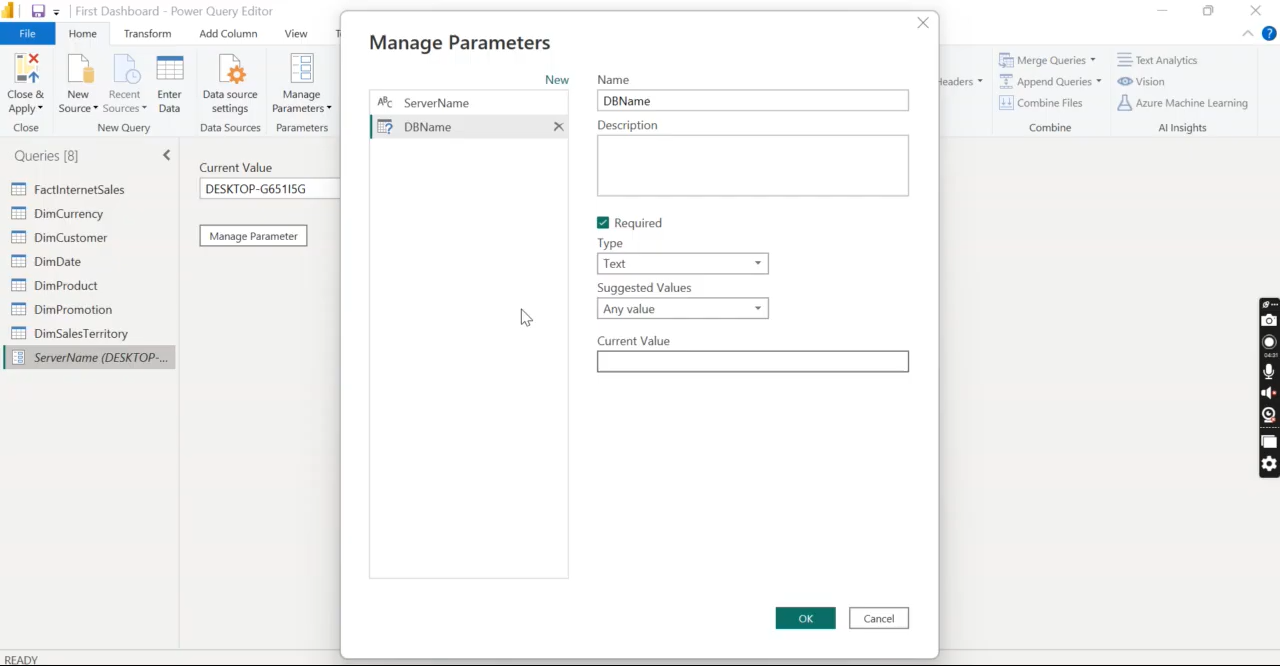 First Dashboard - Power Query Editor
File
Home
Transform
Add Column
View
Close &
Apply
Close
New
Source
Recent
Sources
Enter
Data
New Query
Data source
settings
Data Sources
Manage
Parameters
Parameters
Merge Queries
Append Queries
Combine Files
Combine
Text Analytics
Vision
Azure Machine Learning
AI Insights
Queries [8]
FactInternetSales
DimCurrency
DimCustomer
DimDate
DimProduct
DimPromotion
DimSalesTerritory
ServerName (DESKTOP-...
Current Value
DESKTOP-G651I5G
Manage Parameter
Manage Parameters
New
ABC ServerName
DBName
Name
DBName
Description
Required
Type
Text
Suggested Values
Any value
Current Value
OK
Cancel
04:31
READY